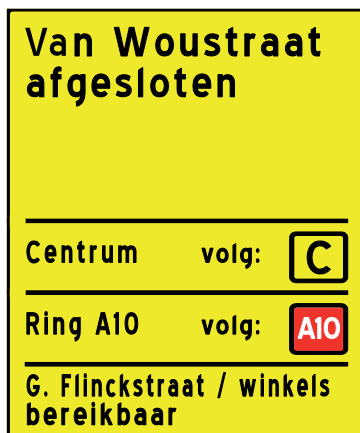 Van Woustraat
afgesloten
Centrum volg: C
Ring A10 volg: A10
G. Flinckstraat / winkels
bereikbaar